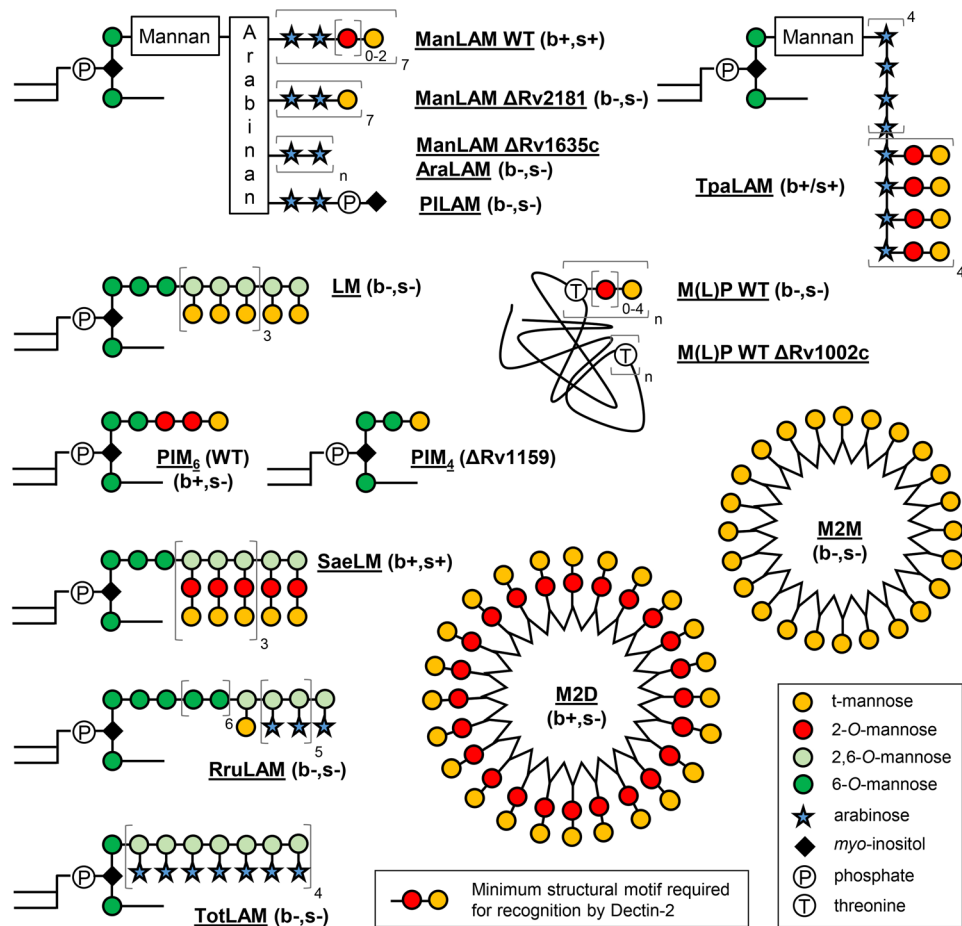 Mannan
Arabinan
P
0-2
7
ManLAM WT (b+,s+)
7
ManLAM ΔRv2181 (b-,s-)
n
ManLAM ΔRv1635c
AraLAM (b-,s-)
P
PILAM (b-,s-)
Mannan
4
P
TpaLAM (b+/s+)
4
LM (b-,s-)
P
3
T
0-4
n
M(L)P WT (b-,s-)
T
n
M(L)P WT ΔRv1002c
P
PIM6 (WT)
(b+,s-)
P
PIM4 (ΔRv1159)
M2M
(b-,s-)
SaeLM (b+,s+)
P
3
M2D
(b+,s-)
P
6
5
RruLAM (b-,s-)
P
4
TotLAM (b-,s-)
Minimum structural motif required
for recognition by Dectin-2
t-mannose
2-O-mannose
2,6-O-mannose
6-O-mannose
arabinose
myo-inositol
P phosphate
T threonine